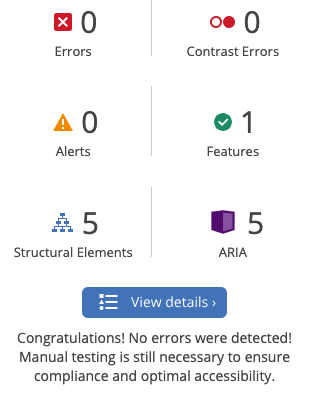 0
Errors
0
Contrast Errors
0
Alerts
1
Features
5
Structural Elements
5
ARIA
View details ›
Congratulations! No errors were detected!
Manual testing is still necessary to ensure
compliance and optimal accessibility.